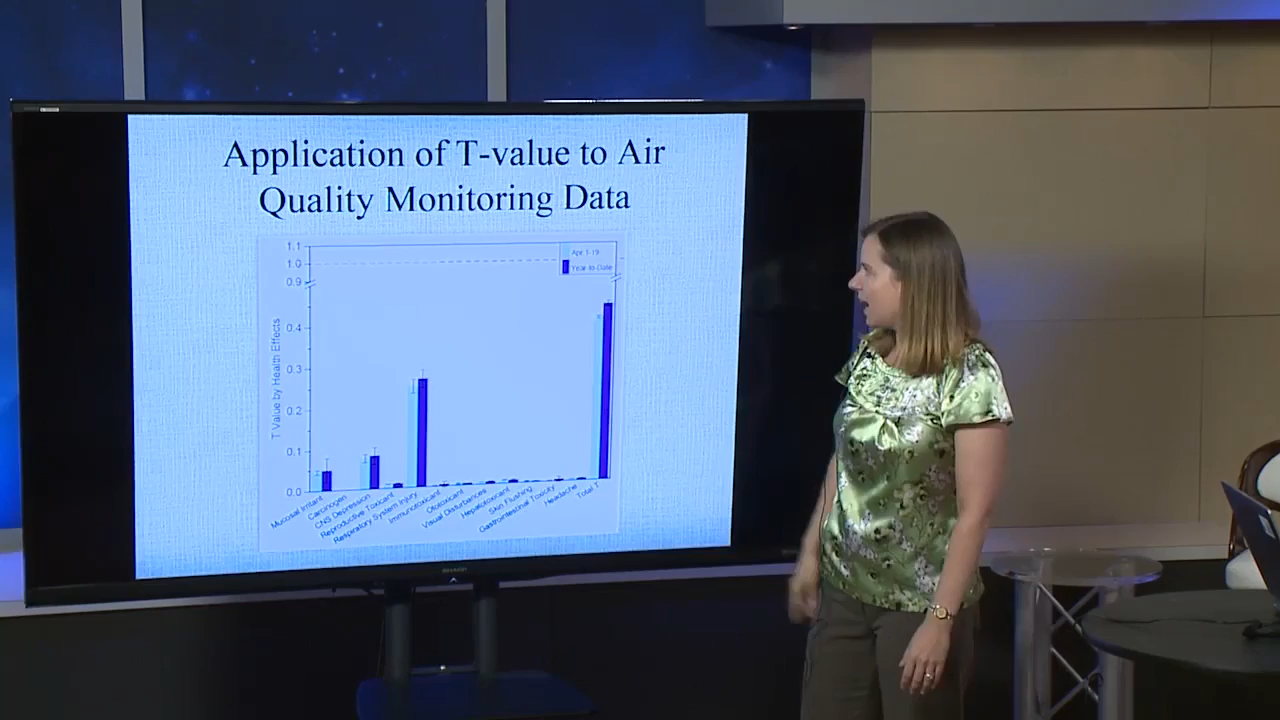 Application of T-value to Air
Quality Monitoring Data
1.1
1.0
0.9
0.4
0.3
0.2
0.1
0.0
T Value by Health Effects
Apr 1-19
Year-to-Date
Mucosal Irritant
Carcinogen
CNS Depression
Reproductive Toxicant
Respiratory System Injury
Immunotoxicant
Ototoxicant
Visual Disturbances
Hepatotoxicant
Skin Flushing
Gastrointestinal Toxicity
Headache
Total T
SHARP